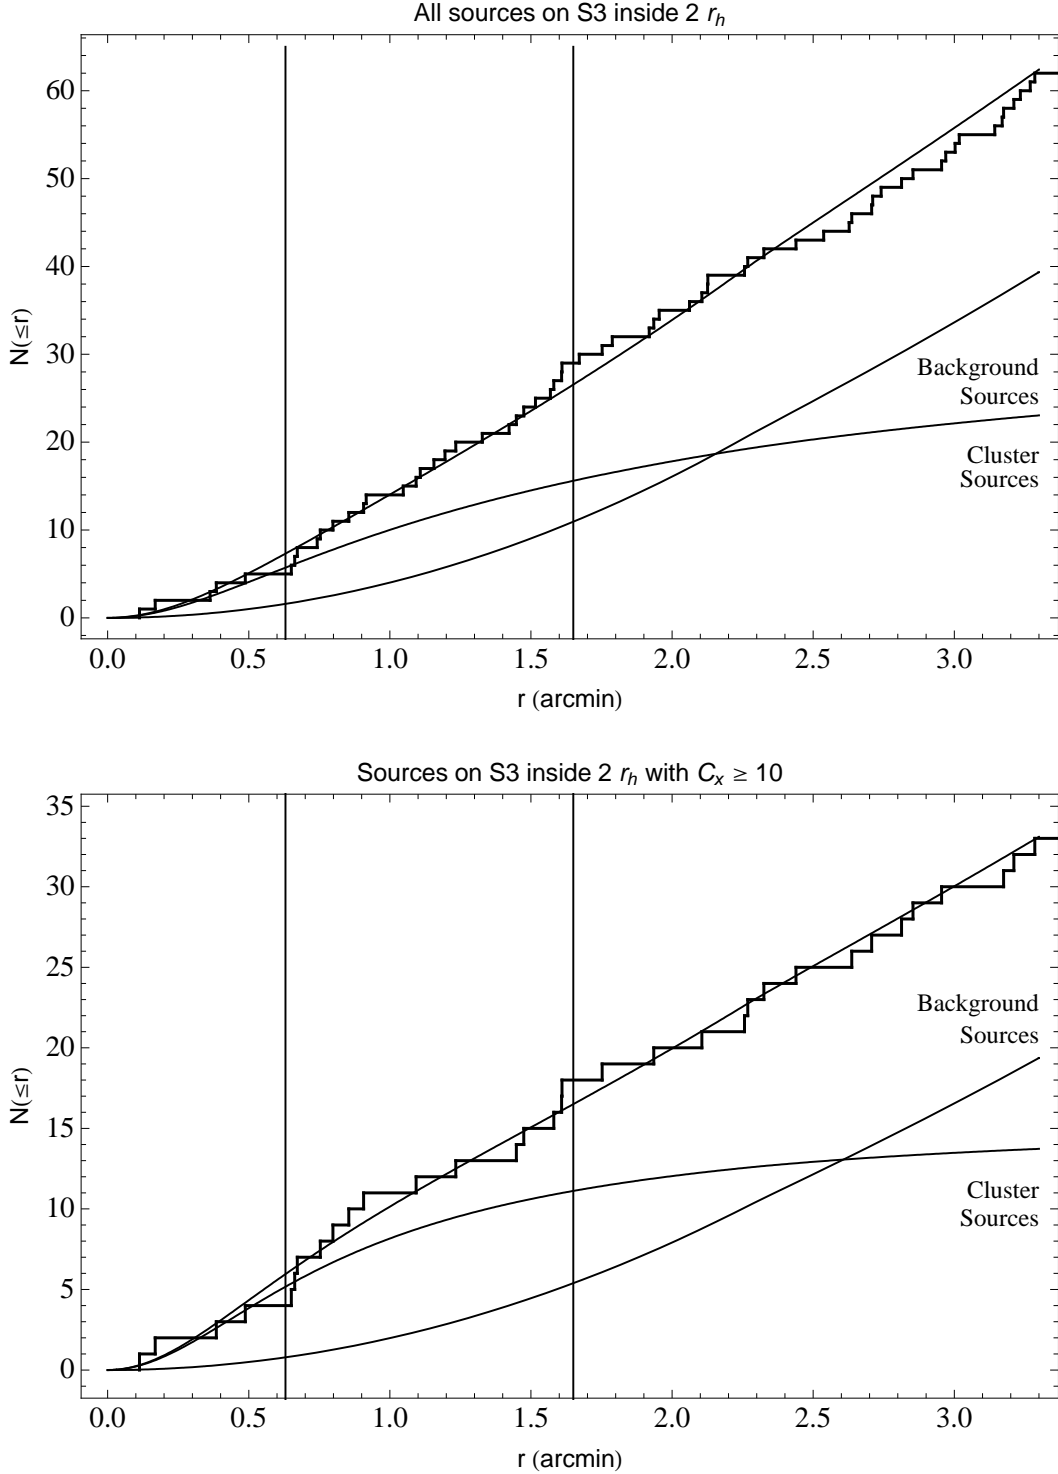 All sources on S3 inside 2 r_h
60
50
40
30
20
10
0
N(≤r)
Background
Sources
Cluster
Sources
0.0 0.5 1.0 1.5 2.0 2.5 3.0
r (arcmin)
Sources on S3 inside 2 r_h with C_x ≥ 10
35
30
25
20
15
10
5
0
N(≤r)
Background
Sources
Cluster
Sources
0.0 0.5 1.0 1.5 2.0 2.5 3.0
r (arcmin)